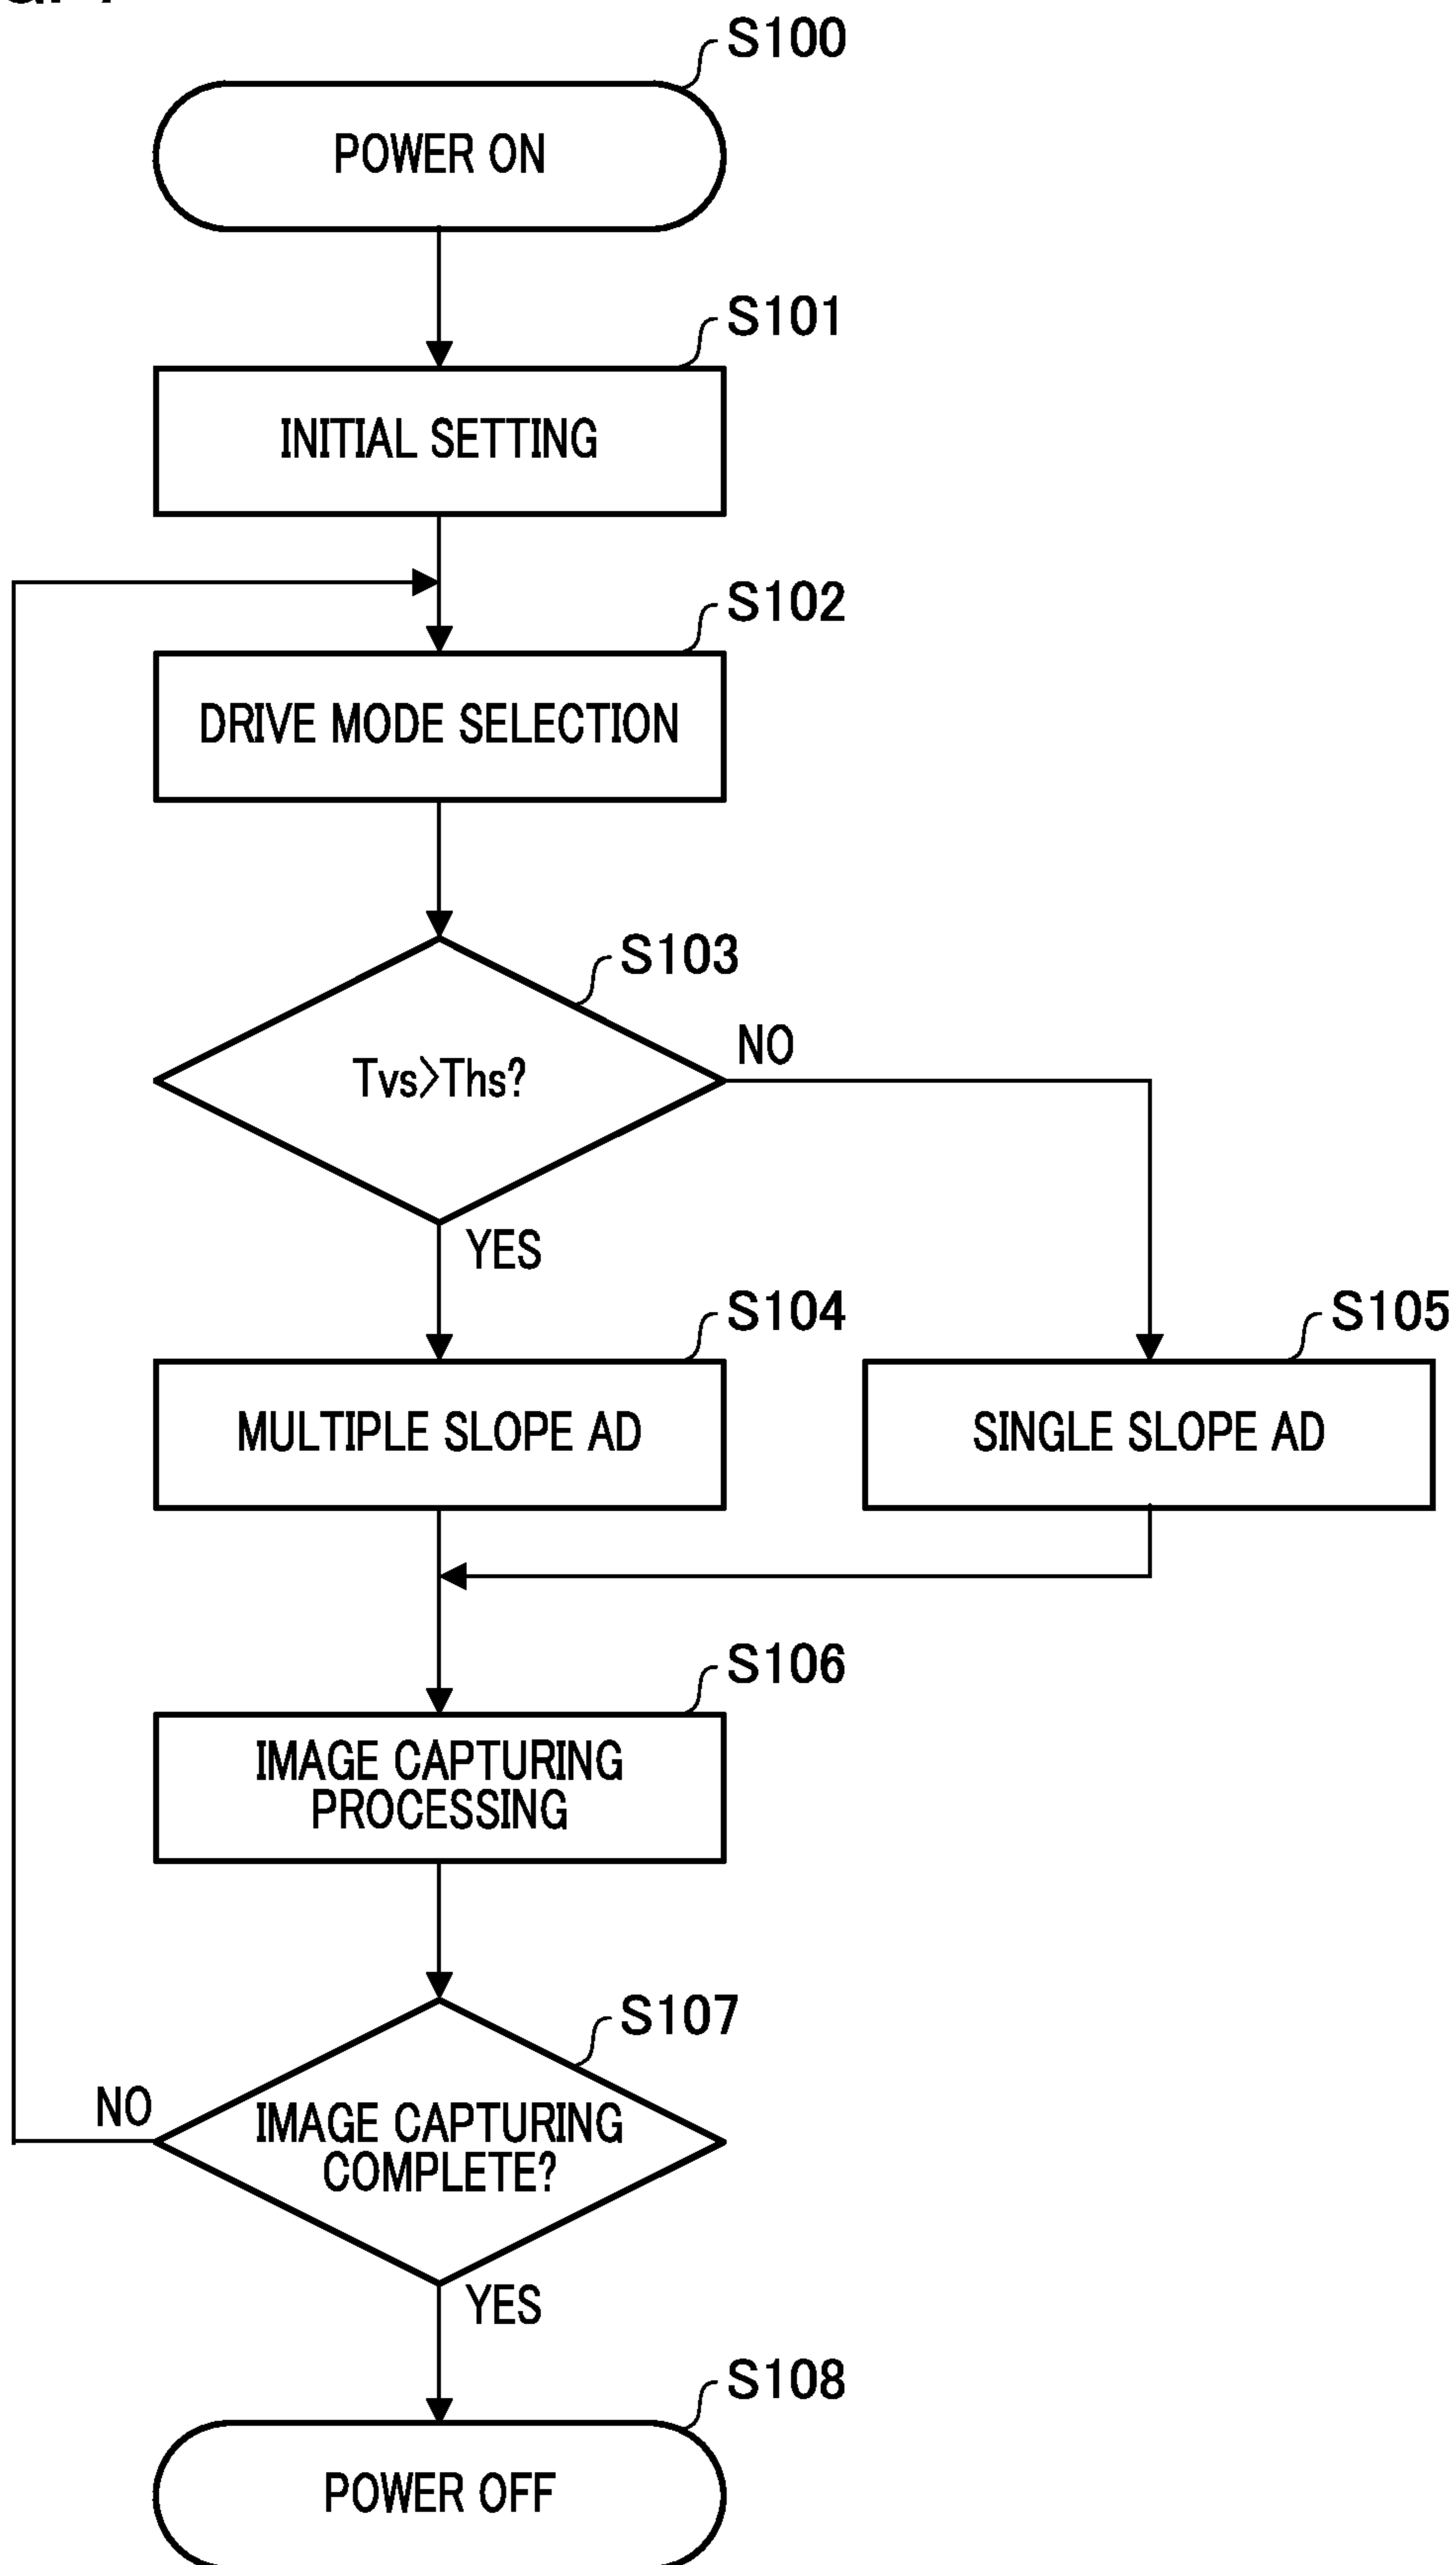 S100
POWER ON
S101
INITIAL SETTING
S102
DRIVE MODE SELECTION
S103
Tvs>Ths?
NO
YES
S104
S105
MULTIPLE SLOPE AD
SINGLE SLOPE AD
S106
IMAGE CAPTURING
PROCESSING
S107
NO
IMAGE CAPTURING
COMPLETE?
YES
S108
POWER OFF